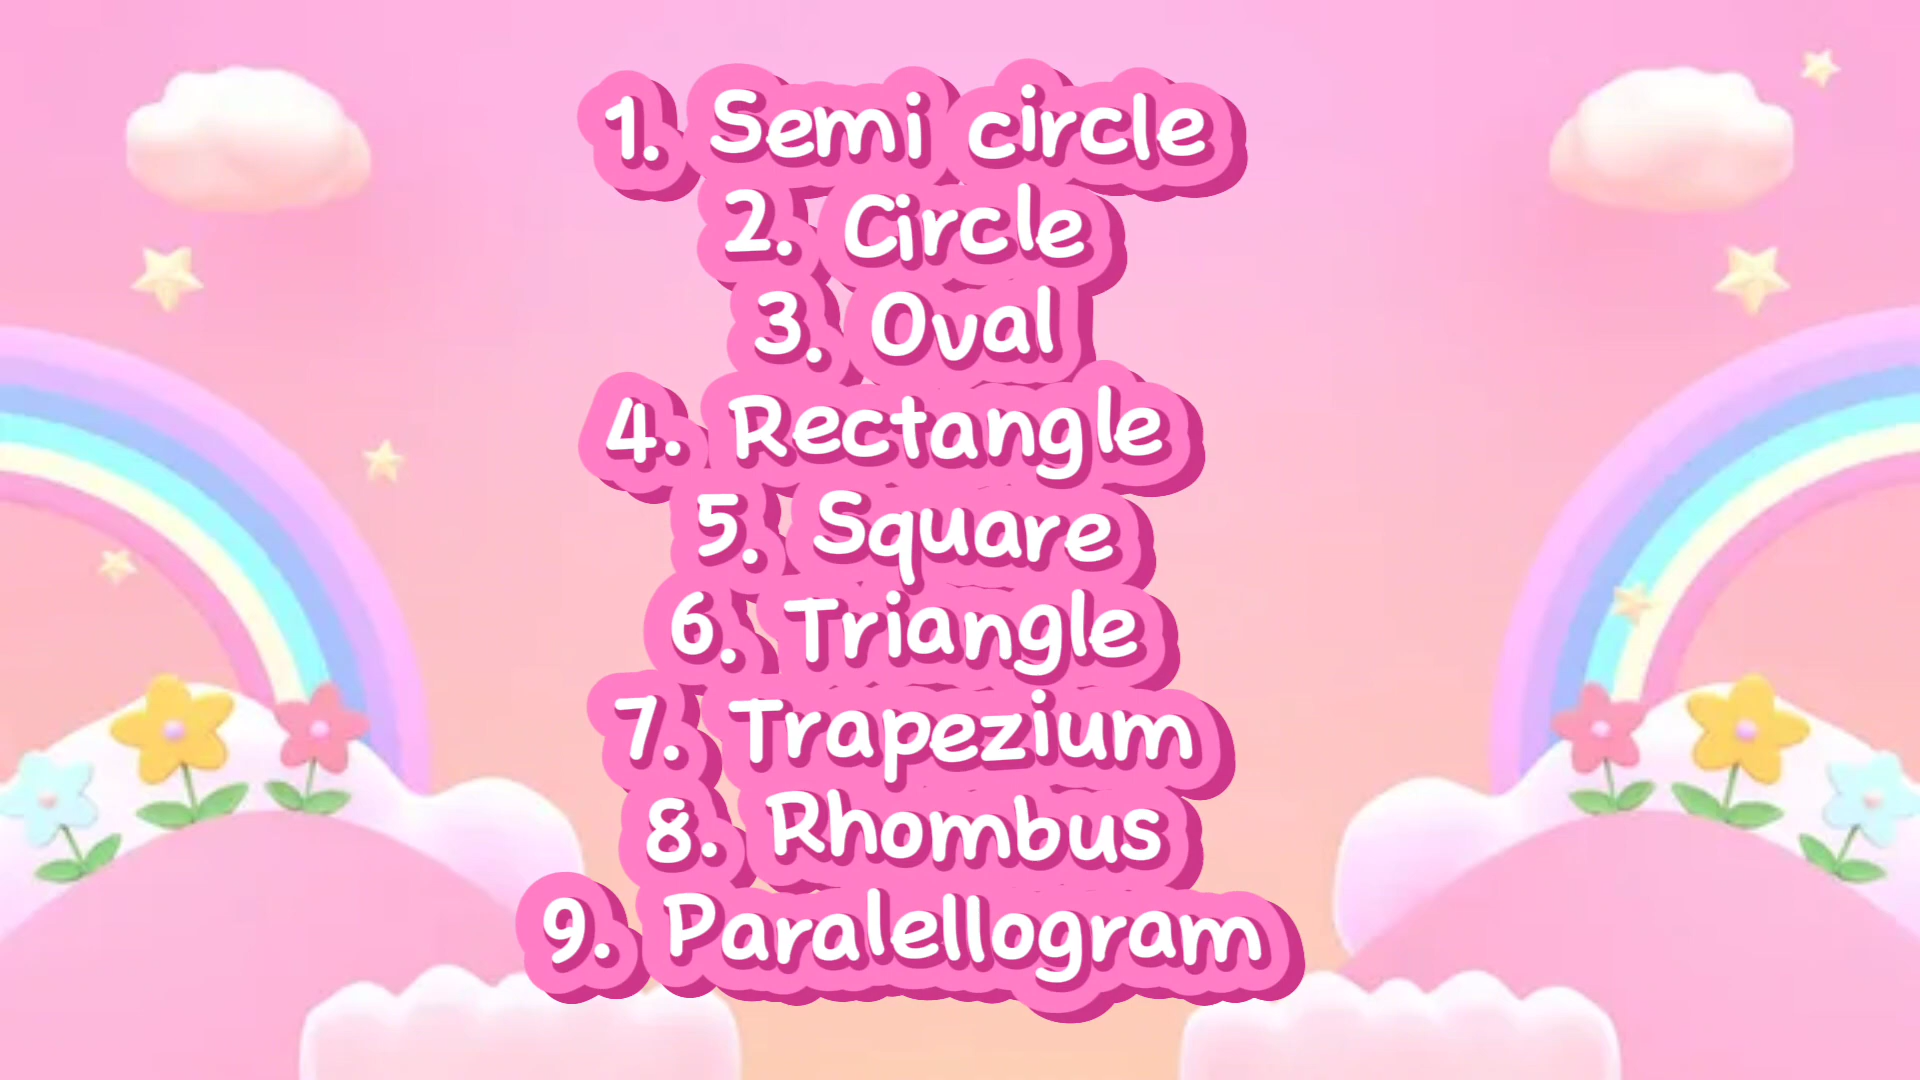 1. Semi circle
2. Circle
3. Oval
4. Rectangle
5. Square
6. Triangle
7. Trapezium
8. Rhombus
9. Paralellogram